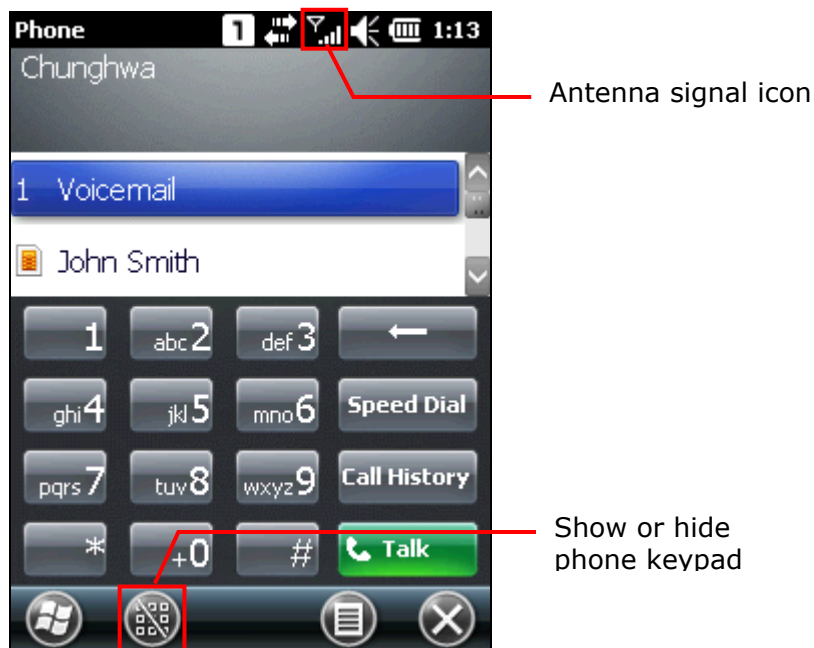 Phone 1 1:13
Chunghwa
Antenna signal icon
1 Voicemail
John Smith
1 abc2 def3
ghi4 jkl5 mno6 Speed Dial
pqrs7 tuv8 wxyz9 Call History
* +0 # Talk
Show or hide
phone keypad